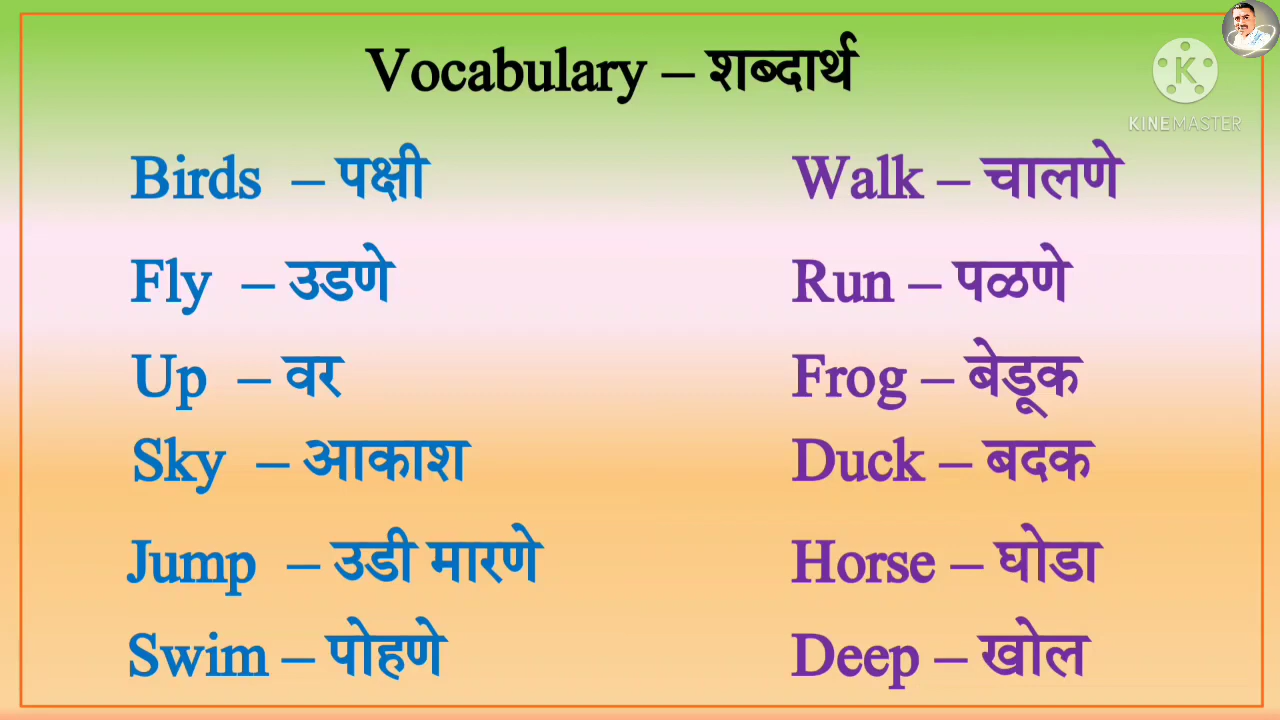 Vocabulary – शब्दार्थ
KINEMASTER
Birds – पक्षी
Fly – उडणे
Up – वर
Sky – आकाश
Jump – उडी मारणे
Swim – पोहणे
Walk – चालणे
Run – पळणे
Frog – बेडूक
Duck – बदक
Horse – घोडा
Deep – खोल